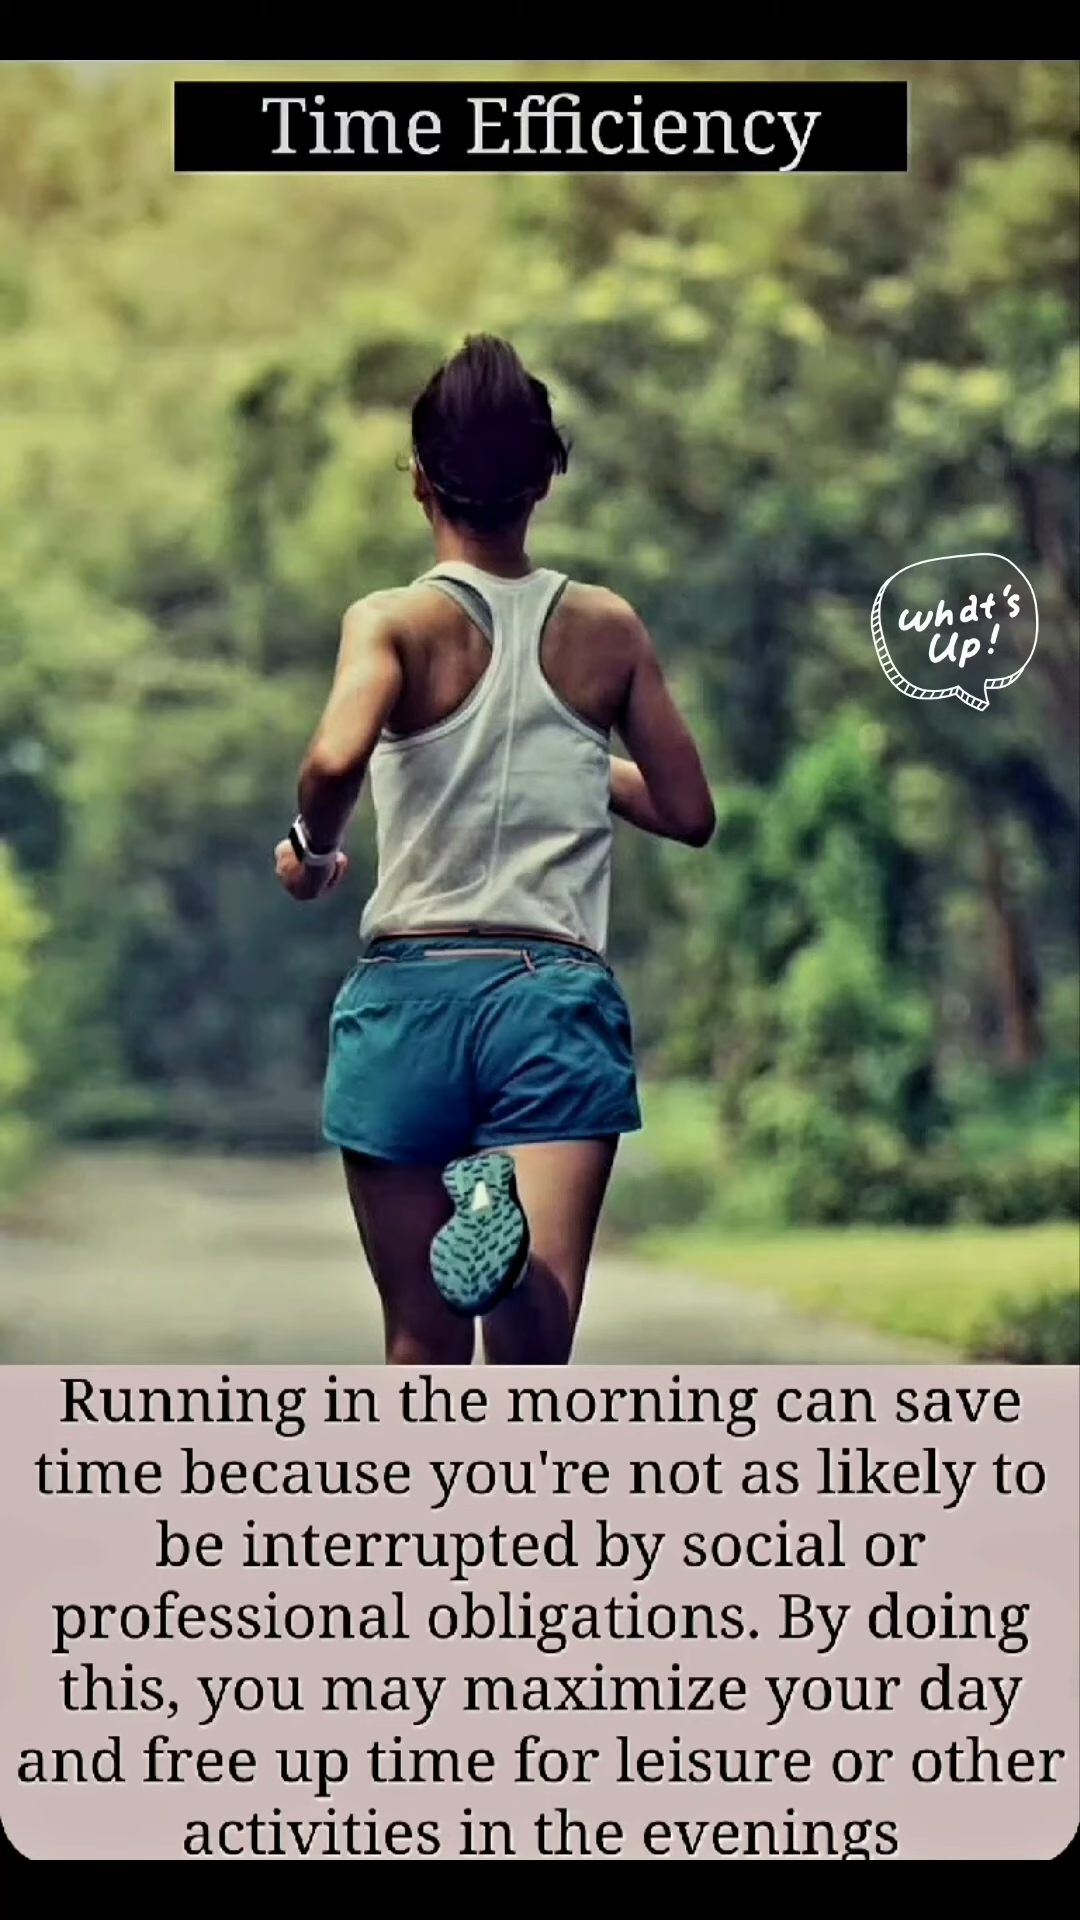 Time Efficiency
what's
Up!
Running in the morning can save
time because you're not as likely to
be interrupted by social or
professional obligations. By doing
this, you may maximize your day
and free up time for leisure or other
activities in the evenings